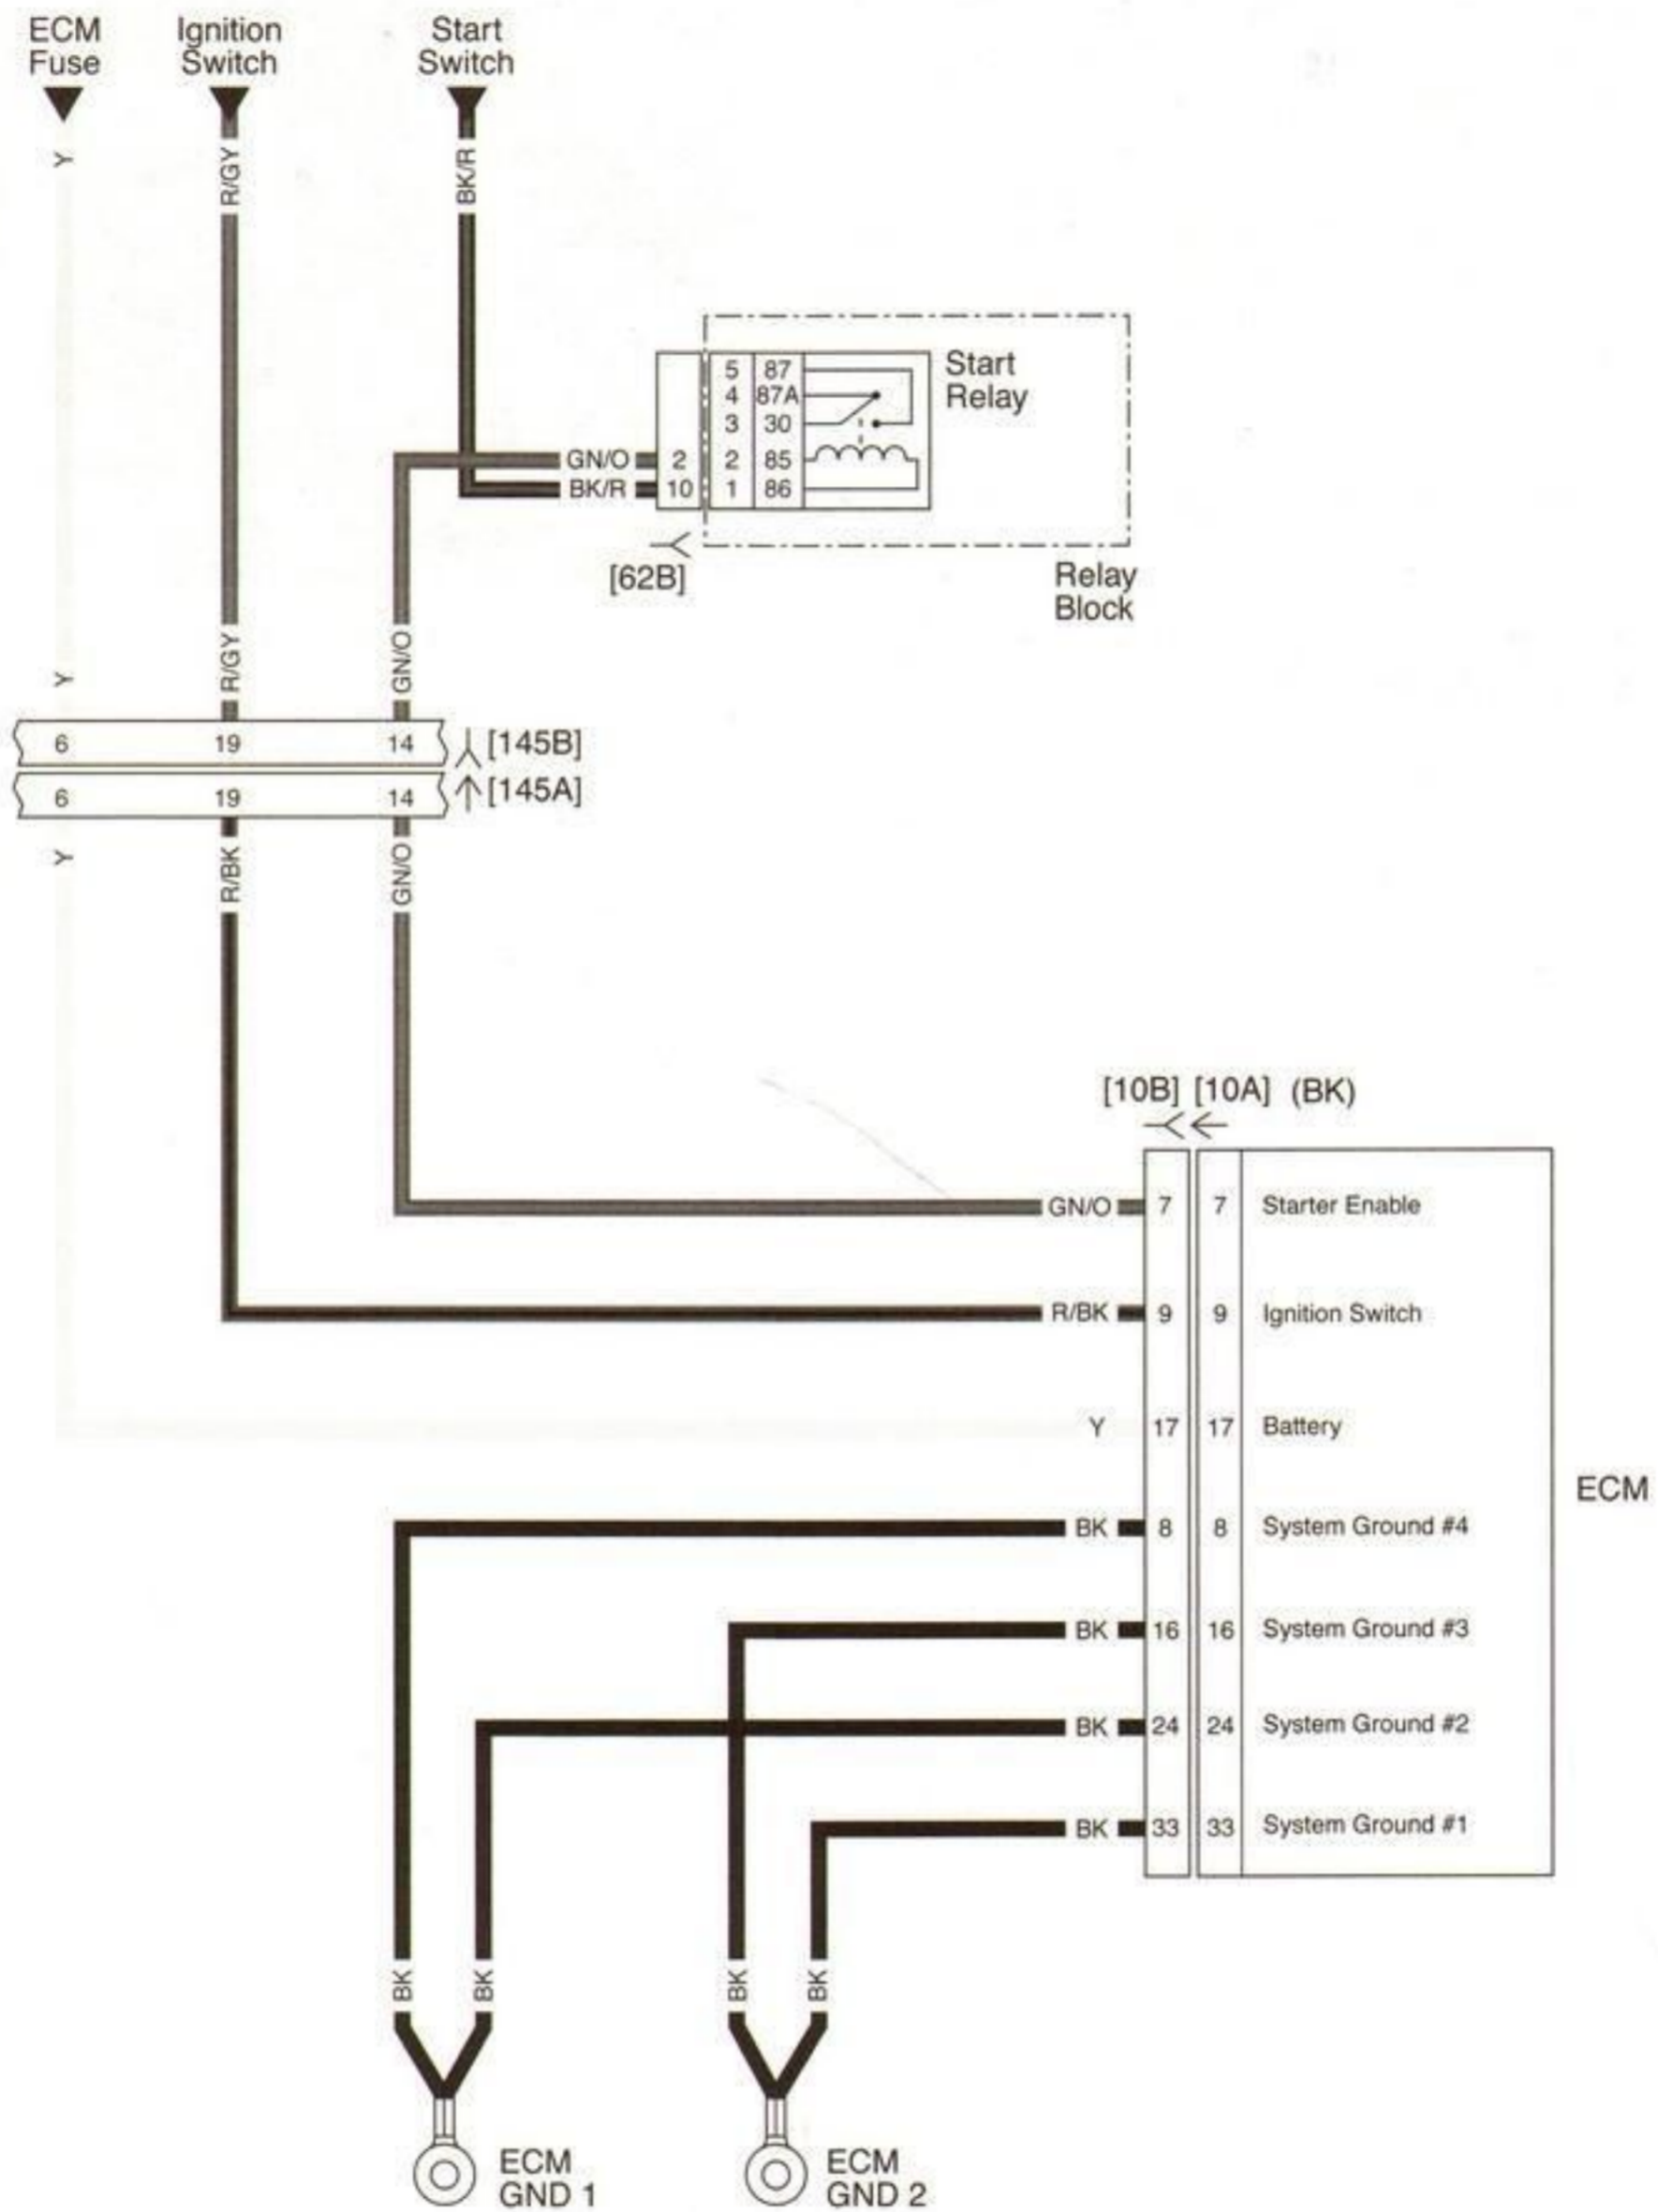 ECM
Fuse
Ignition
Switch
Start
Switch
Y
R/GY
BK/R
5 87
4 87A
3 30
2 85
1 86
Start
Relay
GN/O 2
BK/R 10
[62B]
Relay
Block
Y
R/GY
GN/O
6 19 14 [145B]
6 19 14 [145A]
Y
R/BK
GN/O
[10B] [10A] (BK)
GN/O 7 7 Starter Enable
R/BK 9 9 Ignition Switch
Y 17 17 Battery
ECM
BK 8 8 System Ground #4
BK 16 16 System Ground #3
BK 24 24 System Ground #2
BK 33 33 System Ground #1
BK
BK
BK
BK
ECM
GND 1
ECM
GND 2